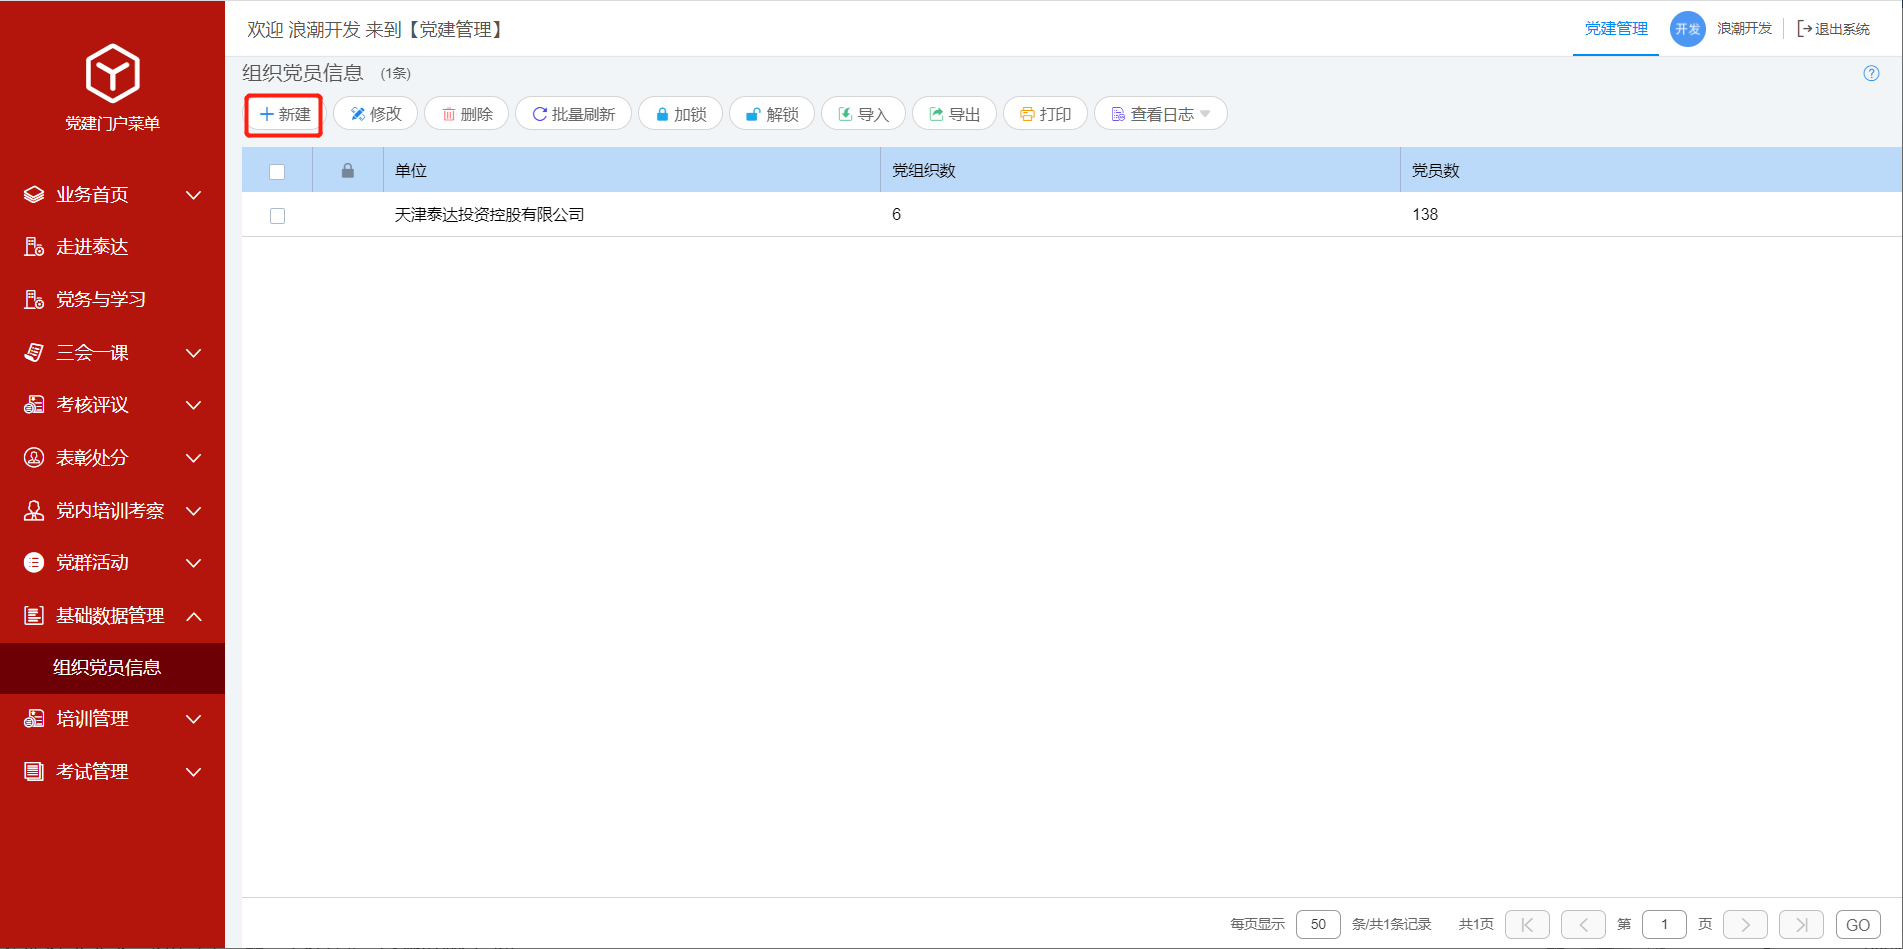 欢迎 浪潮开发 来到【党建管理】
党建管理
开发
浪潮开发
退出系统
党建门户菜单
业务首页
走进泰达
党务与学习
三会一课
考核评议
表彰处分
党内培训考察
党群活动
基础数据管理
组织党员信息
培训管理
考试管理
组织党员信息 (1条)
新建 修改 删除 批量刷新 加锁 解锁 导入 导出 打印 查看日志
单位 党组织数 党员数
天津泰达投资控股有限公司 6 138
每页显示 50 条/共1条记录 共1页 第 1 页 GO